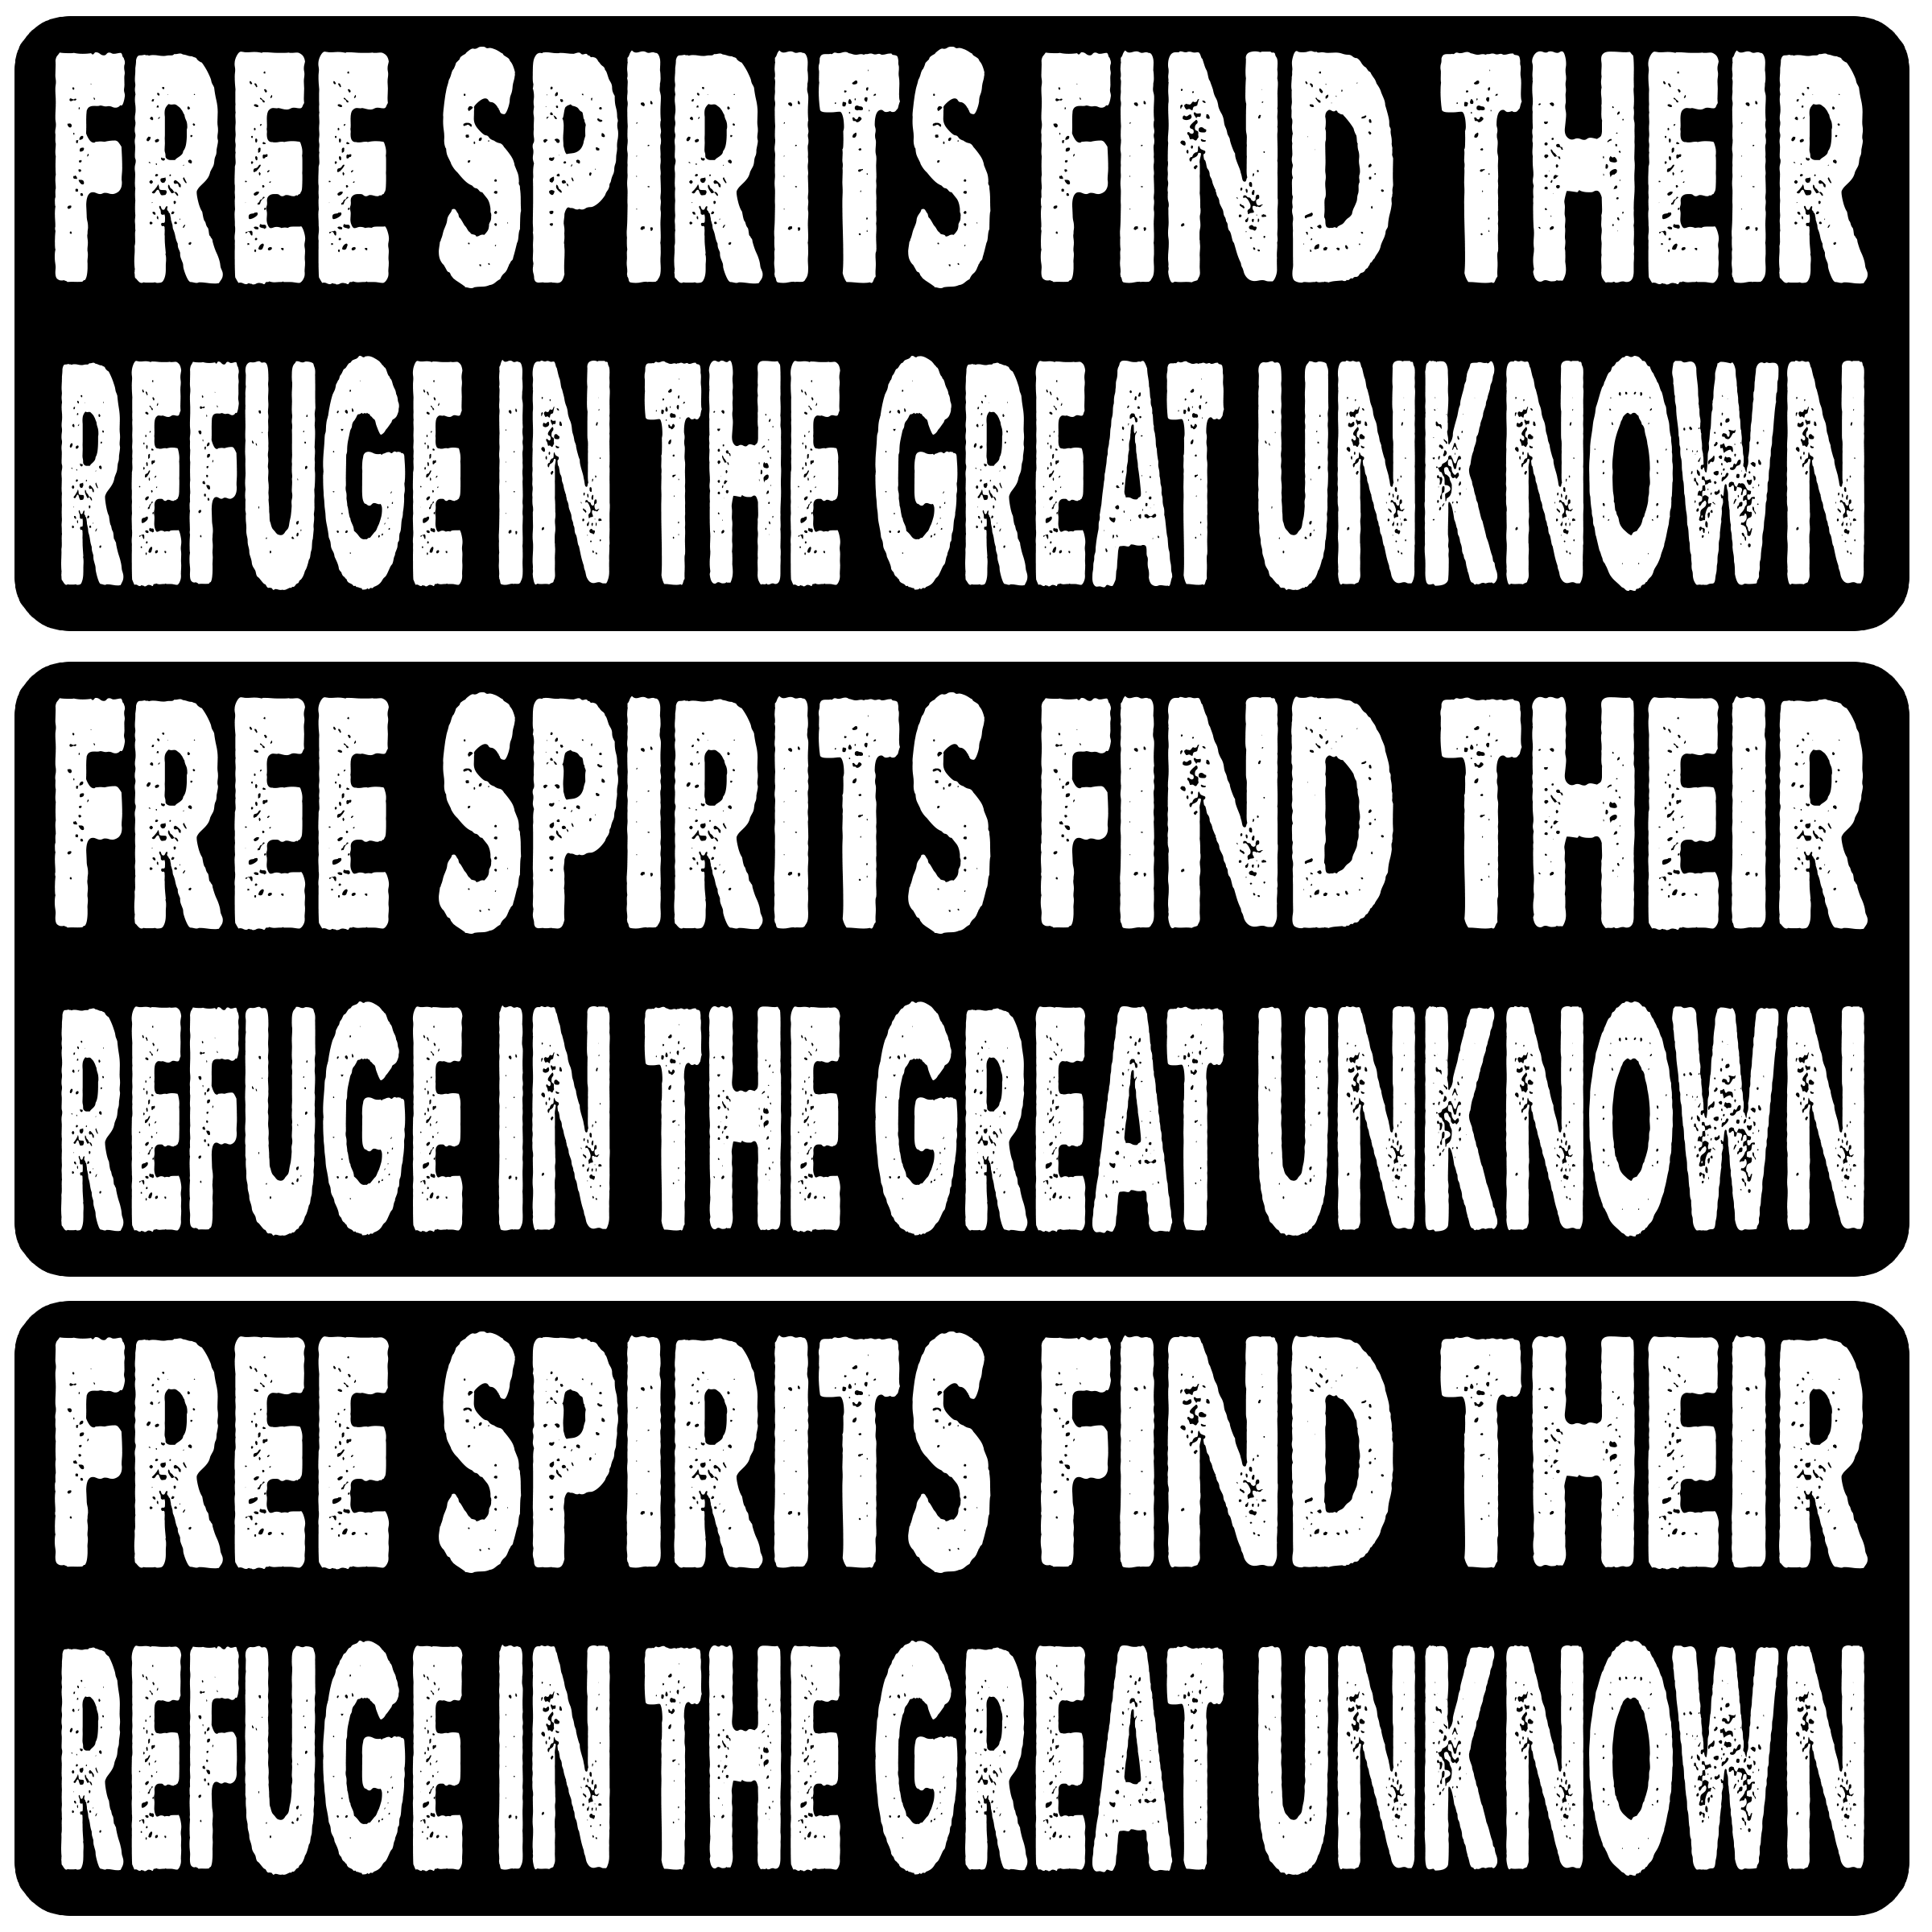 FREE SPIRITS FIND THEIR
REFUGE IN THE GREAT UNKNOWN
FREE SPIRITS FIND THEIR
REFUGE IN THE GREAT UNKNOWN
FREE SPIRITS FIND THEIR
REFUGE IN THE GREAT UNKNOWN